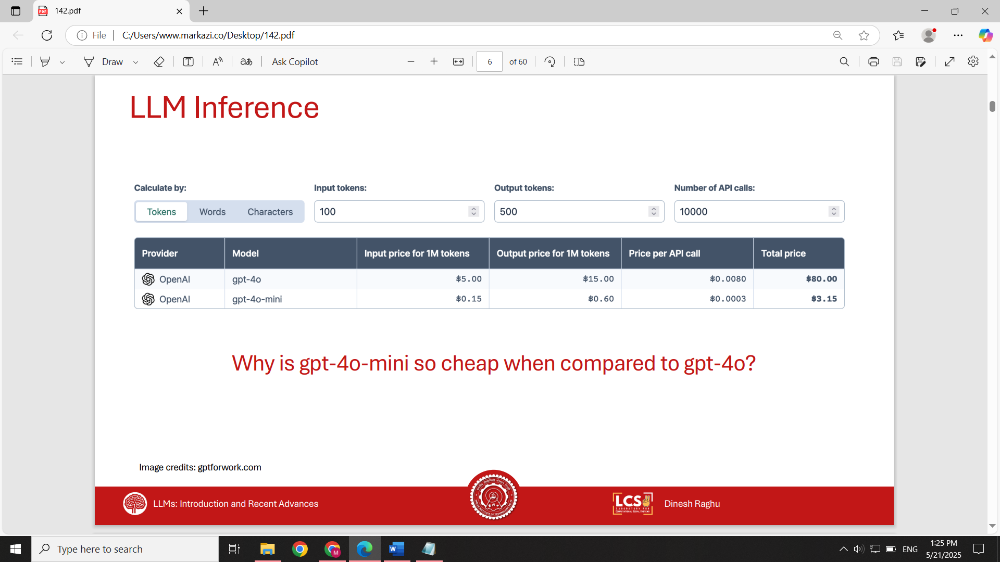 142.pdf
File
C:/Users/www.markazi.co/Desktop/142.pdf
Draw
Ask Copilot
6
of 60
LLM Inference
Calculate by:
Input tokens:
Output tokens:
Number of API calls:
Tokens Words Characters
100
500
10000
Provider Model Input price for 1M tokens Output price for 1M tokens Price per API call Total price
OpenAI gpt-4o $5.00 $15.00 $0.0080 $80.00
OpenAI gpt-4o-mini $0.15 $0.60 $0.0003 $3.15
Why is gpt-4o-mini so cheap when compared to gpt-4o?
Image credits: gptforwork.com
LLMs: Introduction and Recent Advances
LCS
LABORATORY FOR
COMPUTATIONAL SOCIAL SYSTEMS
Dinesh Raghu
Type here to search
ENG
1:25 PM
5/21/2025